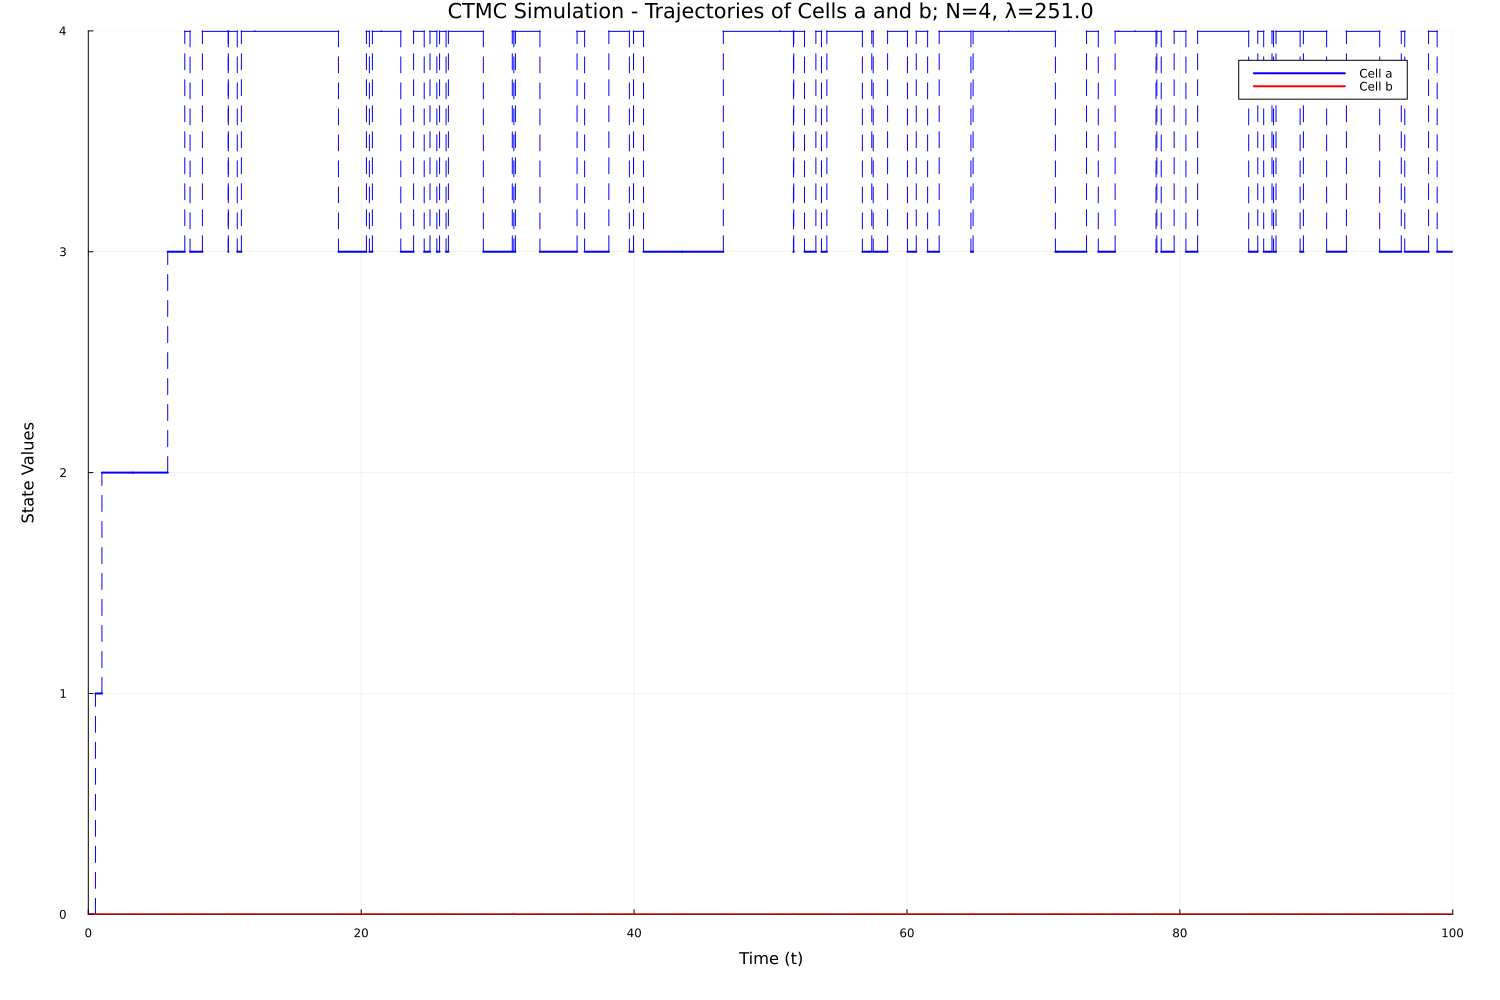 CTMC Simulation - Trajectories of Cells a and b; N=4, λ=251.0
4
Cell a
Cell b
3
State Values
2
1
0
0 20 40 60 80 100
Time (t)